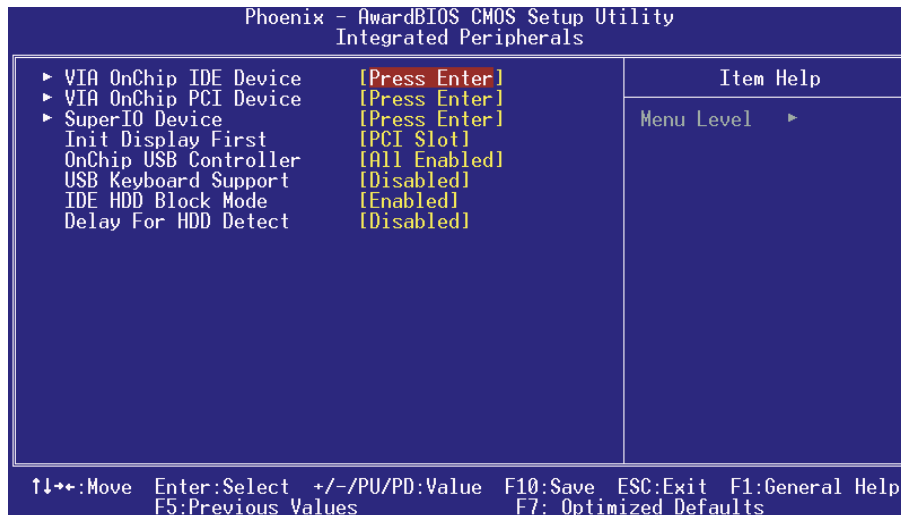 Phoenix - AwardBIOS CMOS Setup Utility
Integrated Peripherals
► VIA OnChip IDE Device [Press Enter]
► VIA OnChip PCI Device [Press Enter]
► SuperIO Device [Press Enter]
Init Display First [PCI Slot]
OnChip USB Controller [All Enabled]
USB Keyboard Support [Disabled]
IDE HDD Block Mode [Enabled]
Delay For HDD Detect [Disabled]
Item Help
Menu Level ►
↑↓→←:Move Enter:Select +/-/PU/PD:Value F10:Save ESC:Exit F1:General Help
F5:Previous Values F7: Optimized Defaults